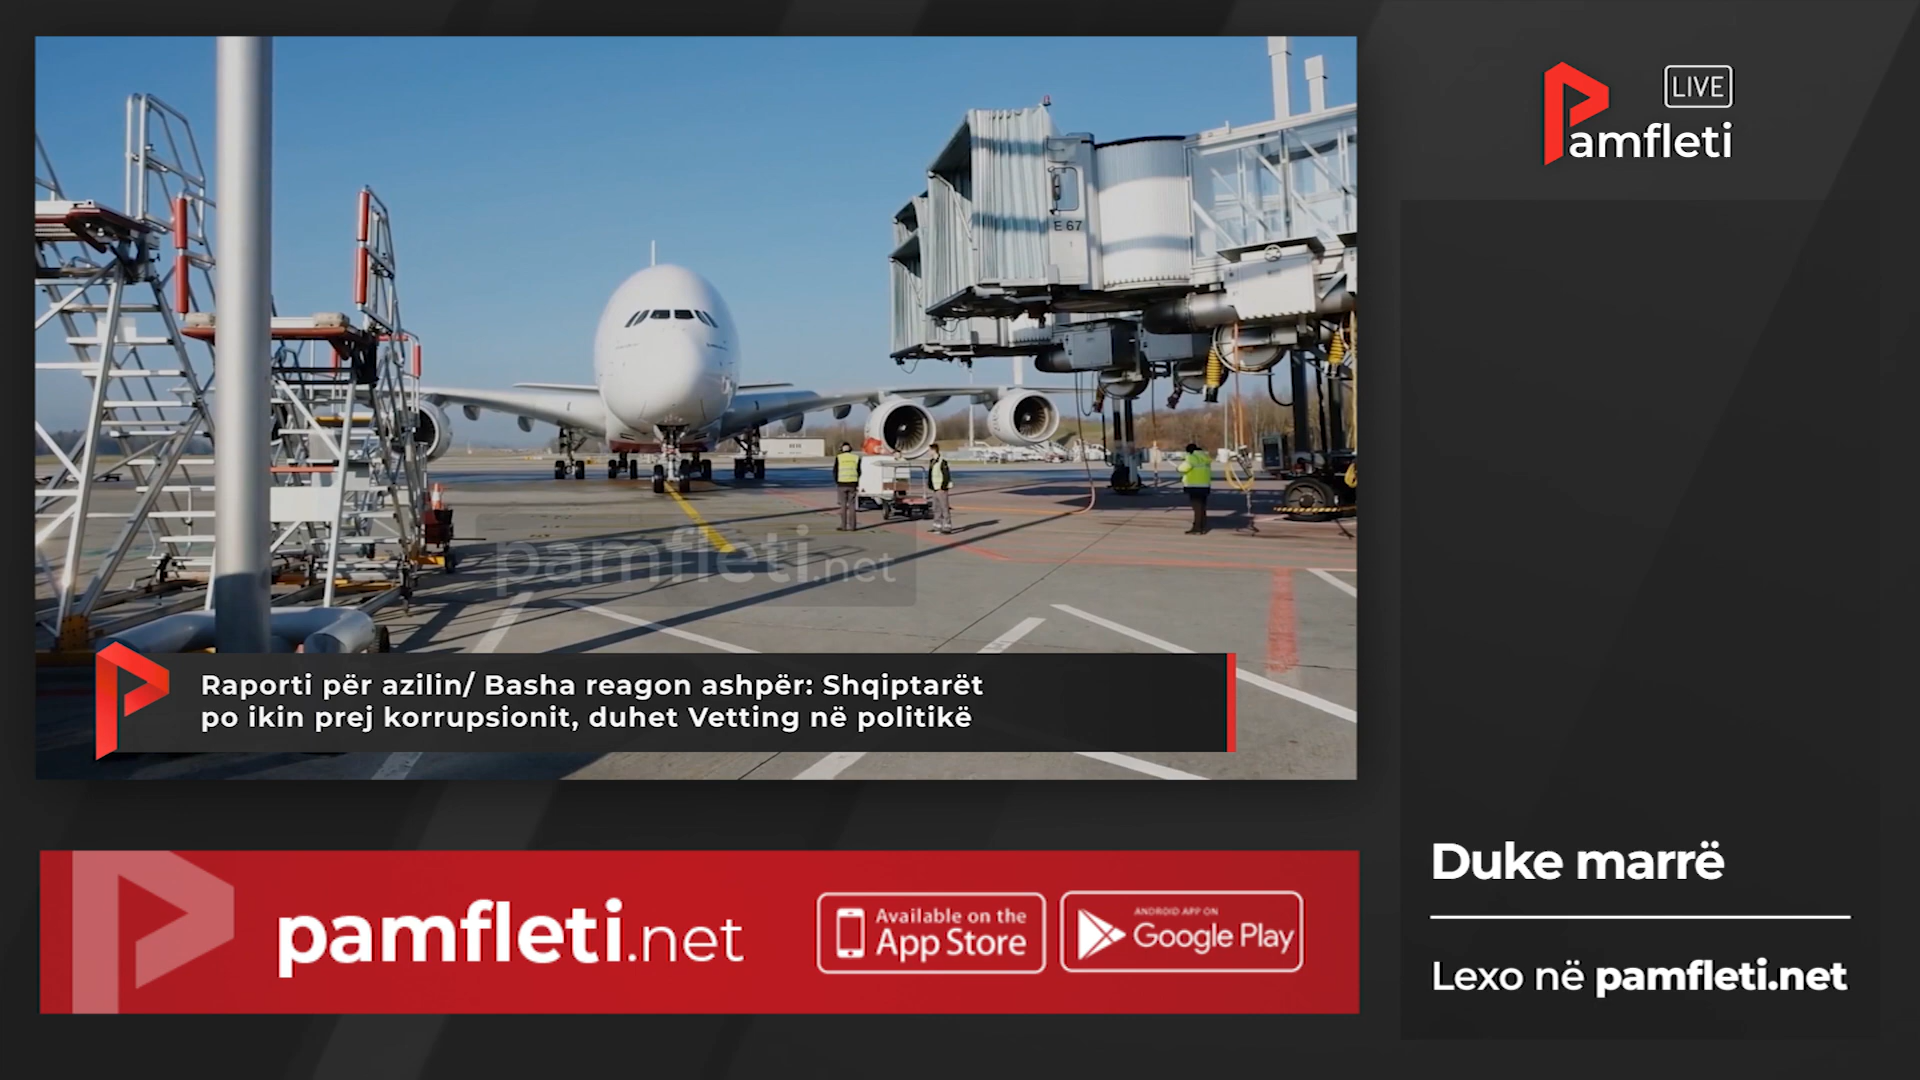 LIVE
Pamfleti
E 67
pamfleti.net
Raporti për azilin/ Basha reagon ashpër: Shqiptarët
po ikin prej korrupsionit, duhet Vetting në politikë
pamfleti.net
Available on the
App Store
ANDROID APP ON
Google Play
Duke marrë
Lexo në pamfleti.net